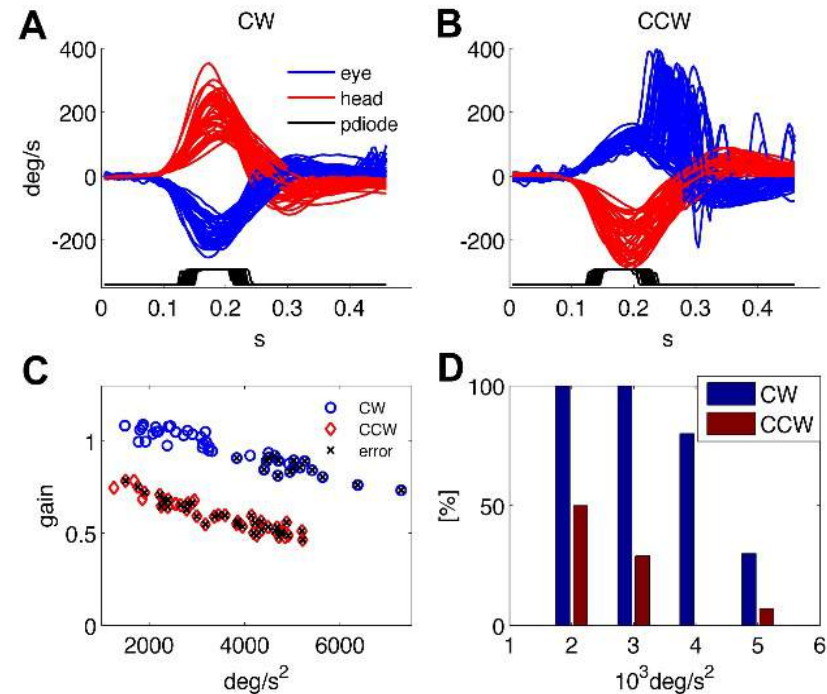 A
CW
400
200
0
-200
deg/s
eye
head
pdiode
0
0.1
0.2
0.3
0.4
s
B
CCW
400
200
0
-200
0
0.1
0.2
0.3
0.4
s
C
1
0.5
0
gain
CW
CCW
error
2000
4000
6000
deg/s2
D
100
50
0
[%]
CW
CCW
1
2
3
4
5
6
10³deg/s²